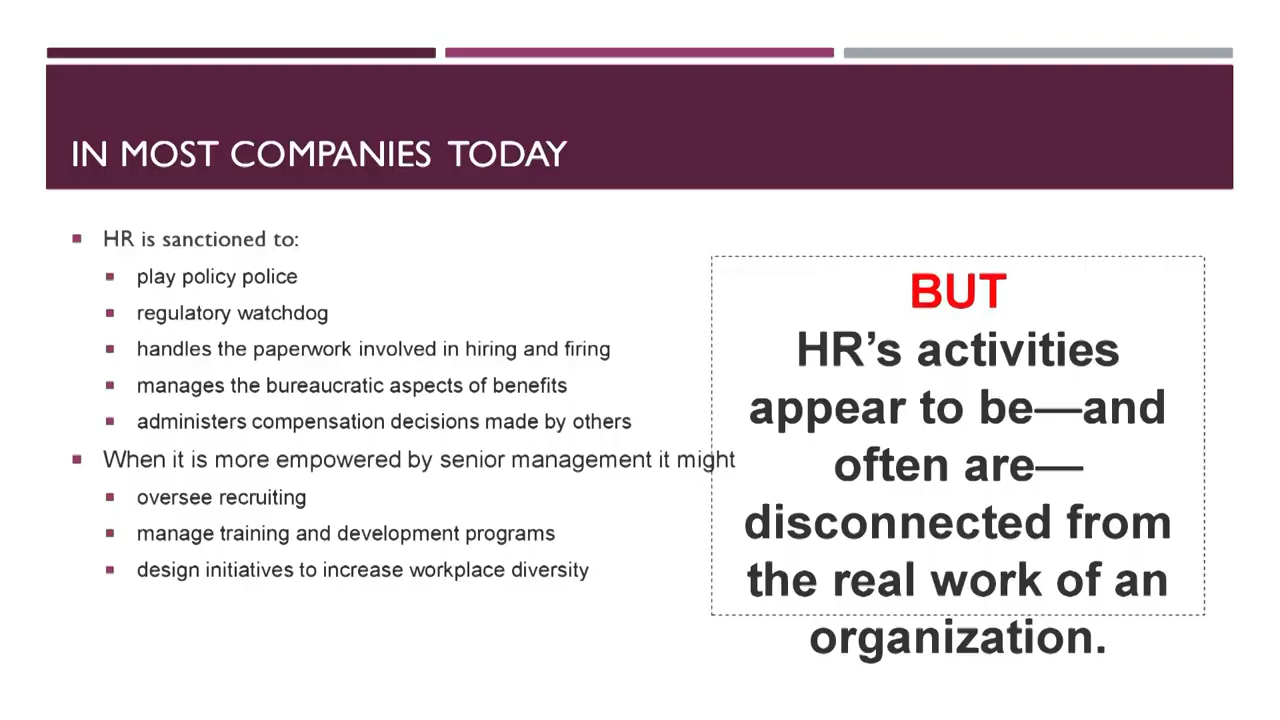 IN MOST COMPANIES TODAY
HR is sanctioned to:
play policy police
regulatory watchdog
handles the paperwork involved in hiring and firing
manages the bureaucratic aspects of benefits
administers compensation decisions made by others
When it is more empowered by senior management it might
oversee recruiting
manage training and development programs
design initiatives to increase workplace diversity
BUT
HR’s activities
appear to be—and
often are—
disconnected from
the real work of an
organization.